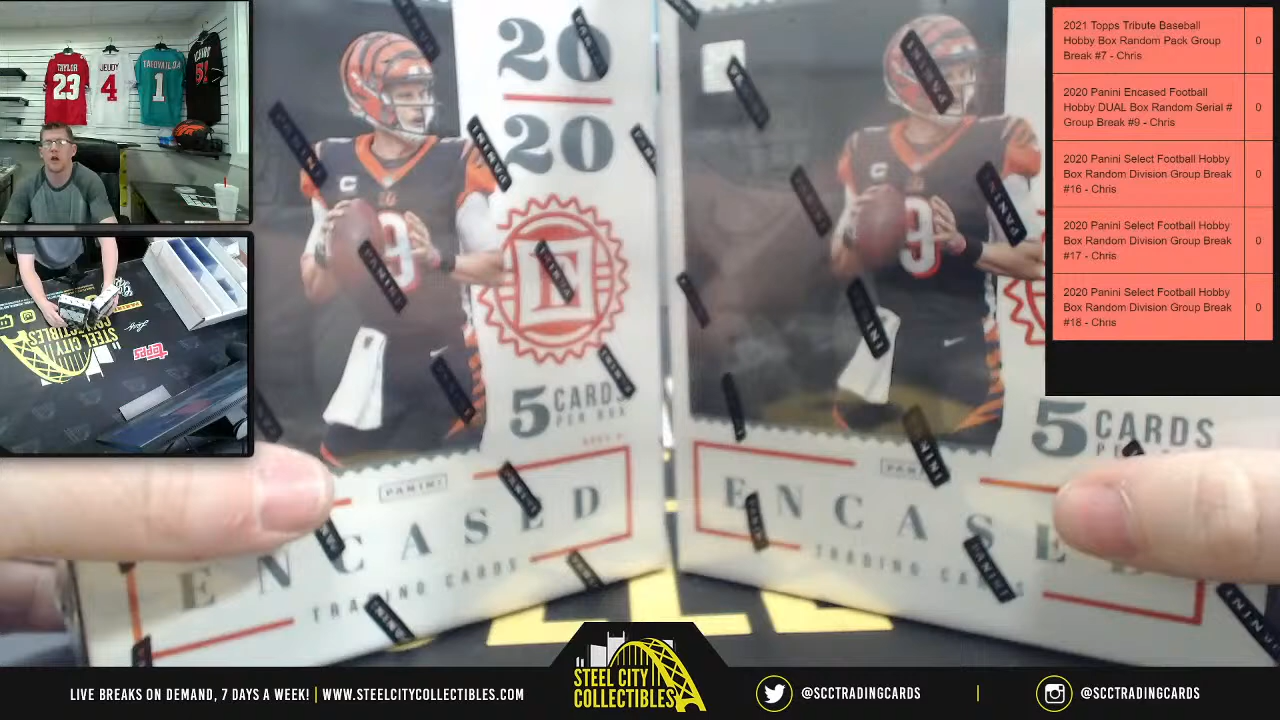 TAYLOR
23
JEUDY
4
TAGOVAILOA
1
51
20
20
E
5 CARDS
PER BOX
PANINI
ENCASED
TRADING CARDS
C
9
STEEL CITY
COLLECTIBLES
Topps
C
9
5 CARDS
PANINI
ENCASED
TRADING CARDS
2021 Topps Tribute Baseball
Hobby Box Random Pack Group
Break #7 - Chris
0
2020 Panini Encased Football
Hobby DUAL Box Random Serial #
Group Break #9 - Chris
0
2020 Panini Select Football Hobby
Box Random Division Group Break
#16 - Chris
0
2020 Panini Select Football Hobby
Box Random Division Group Break
#17 - Chris
0
2020 Panini Select Football Hobby
Box Random Division Group Break
#18 - Chris
0
LIVE BREAKS ON DEMAND, 7 DAYS A WEEK! | WWW.STEELCITYCOLLECTIBLES.COM
STEEL CITY
COLLECTIBLES
@SCCTRADINGCARDS
|
@SCCTRADINGCARDS